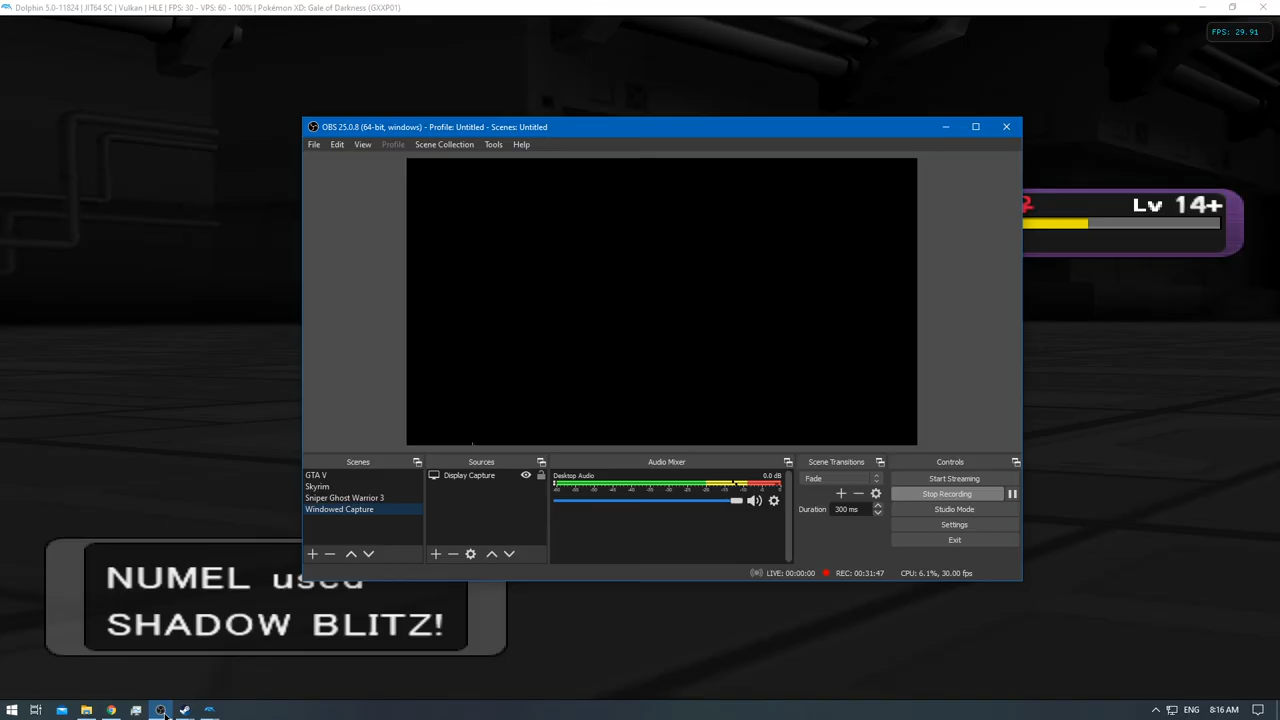 Dolphin 5.0-11824 | JIT64 SC | Vulkan | HLE | FPS: 30 - VPS: 60 - 100% | Pokémon XD: Gale of Darkness (GXXP01)
FPS: 29.91
OBS 25.0.8 (64-bit, windows) - Profile: Untitled - Scenes: Untitled
File Edit View Profile Scene Collection Tools Help
Lv 14+
Scenes Sources Audio Mixer Scene Transitions Controls
GTA V Display Capture Desktop Audio 0.0 dB Fade Start Streaming
Skyrim
Sniper Ghost Warrior 3 Stop Recording
Windowed Capture Duration 300 ms Studio Mode
Settings
Exit
LIVE: 00:00:00 REC: 00:31:47 CPU: 6.1%, 30.00 fps
NUMEL used
SHADOW BLITZ!
ENG 8:16 AM